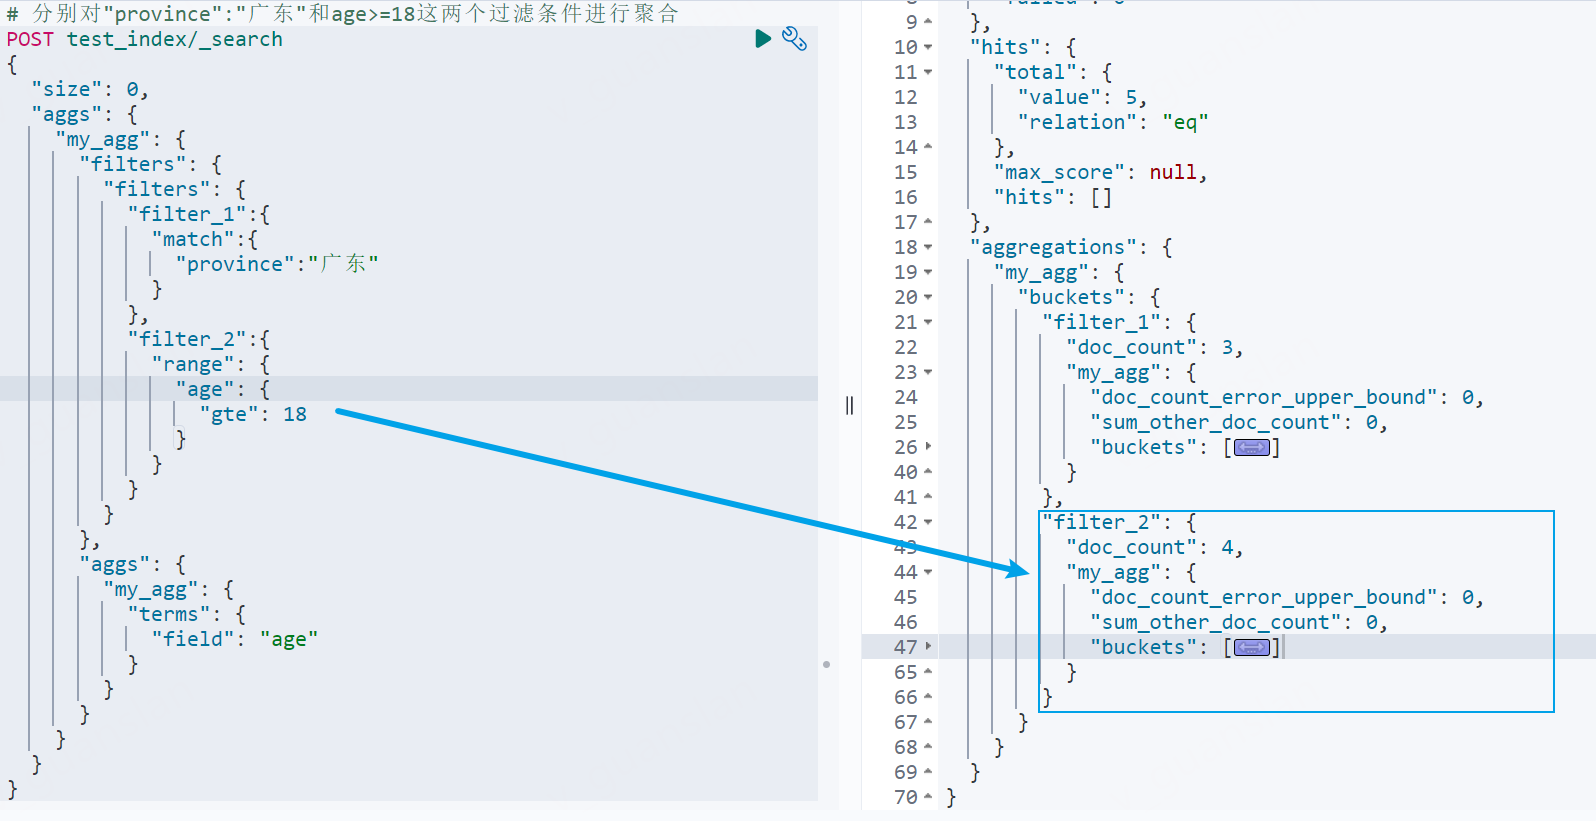 # 分别对"province":"广东"和age>=18这两个过滤条件进行聚合
POST test_index/_search
{
  "size": 0,
  "aggs": {
    "my_agg": {
      "filters": {
        "filters": {
          "filter_1":{
            "match":{
              "province":"广东"
            }
          },
          "filter_2":{
            "range": {
              "age": {
                "gte": 18
              }
            }
          }
        }
      },
      "aggs": {
        "my_agg": {
          "terms": {
            "field": "age"
          }
        }
      }
    }
  }
}
9 },
10 "hits": {
11 "total": {
12 "value": 5,
13 "relation": "eq"
14 },
15 "max_score": null,
16 "hits": []
17 },
18 "aggregations": {
19 "my_agg": {
20 "buckets": {
21 "filter_1": {
22 "doc_count": 3,
23 "my_agg": {
24 "doc_count_error_upper_bound": 0,
25 "sum_other_doc_count": 0,
26 "buckets": []
40 }
41 },
42 "filter_2": {
43 "doc_count": 4,
44 "my_agg": {
45 "doc_count_error_upper_bound": 0,
46 "sum_other_doc_count": 0,
47 "buckets": []
65 }
66 }
67 }
68 }
69 }
70 }